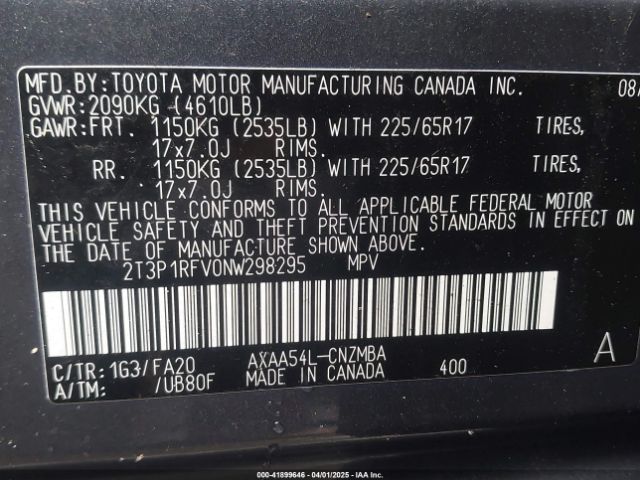 MFD.BY:TOYOTA MOTOR MANUFACTURING CANADA INC. 08/
GVWR:2090KG (4610LB)
GAWR:FRT. 1150KG (2535LB) WITH 225/65R17 TIRES,
17x7.0J RIMS.
RR. 1150KG (2535LB) WITH 225/65R17 TIRES,
17x7.0J RIMS.
THIS VEHICLE CONFORMS TO ALL APPLICABLE FEDERAL MOTOR
VEHICLE SAFETY AND THEFT PREVENTION STANDARDS IN EFFECT ON
THE DATE OF MANUFACTURE SHOWN ABOVE.
2T3P1RFV0NW298295 MPV
C/TR: 1G3/FA20 AXAA54L-CNZMBA 400 A
A/TM: /UB80F MADE IN CANADA
000-41899646 - 04/01/2025 - IAAI.com